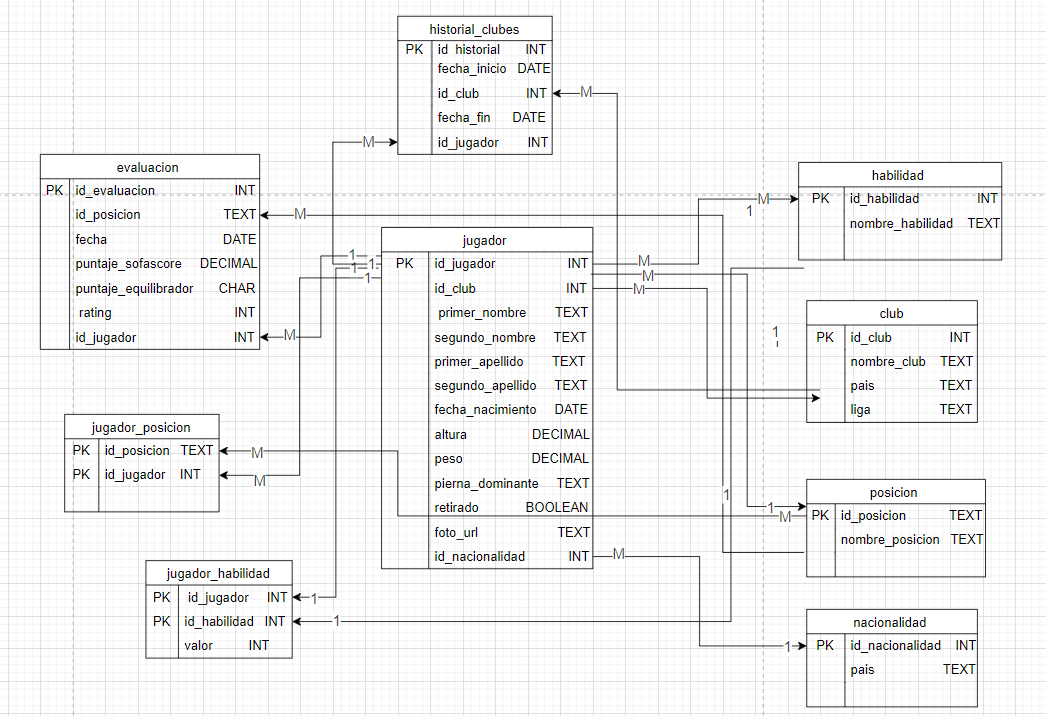 historial_clubes
PK id_historial INT
fecha_inicio DATE
id_club INT
fecha_fin DATE
id_jugador INT
M
M
evaluacion
PK id_evaluacion INT
id_posicion TEXT
fecha DATE
puntaje_sofascore DECIMAL
puntaje_equilibrador CHAR
rating INT
id_jugador INT
M
M
habilidad
PK id_habilidad INT
nombre_habilidad TEXT
M
1
jugador
PK id_jugador INT
id_club INT
primer_nombre TEXT
segundo_nombre TEXT
primer_apellido TEXT
segundo_apellido TEXT
fecha_nacimiento DATE
altura DECIMAL
peso DECIMAL
pierna_dominante TEXT
retirado BOOLEAN
foto_url TEXT
id_nacionalidad INT
1
1
1
1
M
M
M
M
club
PK id_club INT
nombre_club TEXT
pais TEXT
liga TEXT
1
1
jugador_posicion
PK id_posicion TEXT
PK id_jugador INT
M
M
posicion
PK id_posicion TEXT
nombre_posicion TEXT
1
1
M
jugador_habilidad
PK id_jugador INT
PK id_habilidad INT
valor INT
1
1
nacionalidad
PK id_nacionalidad INT
pais TEXT
1